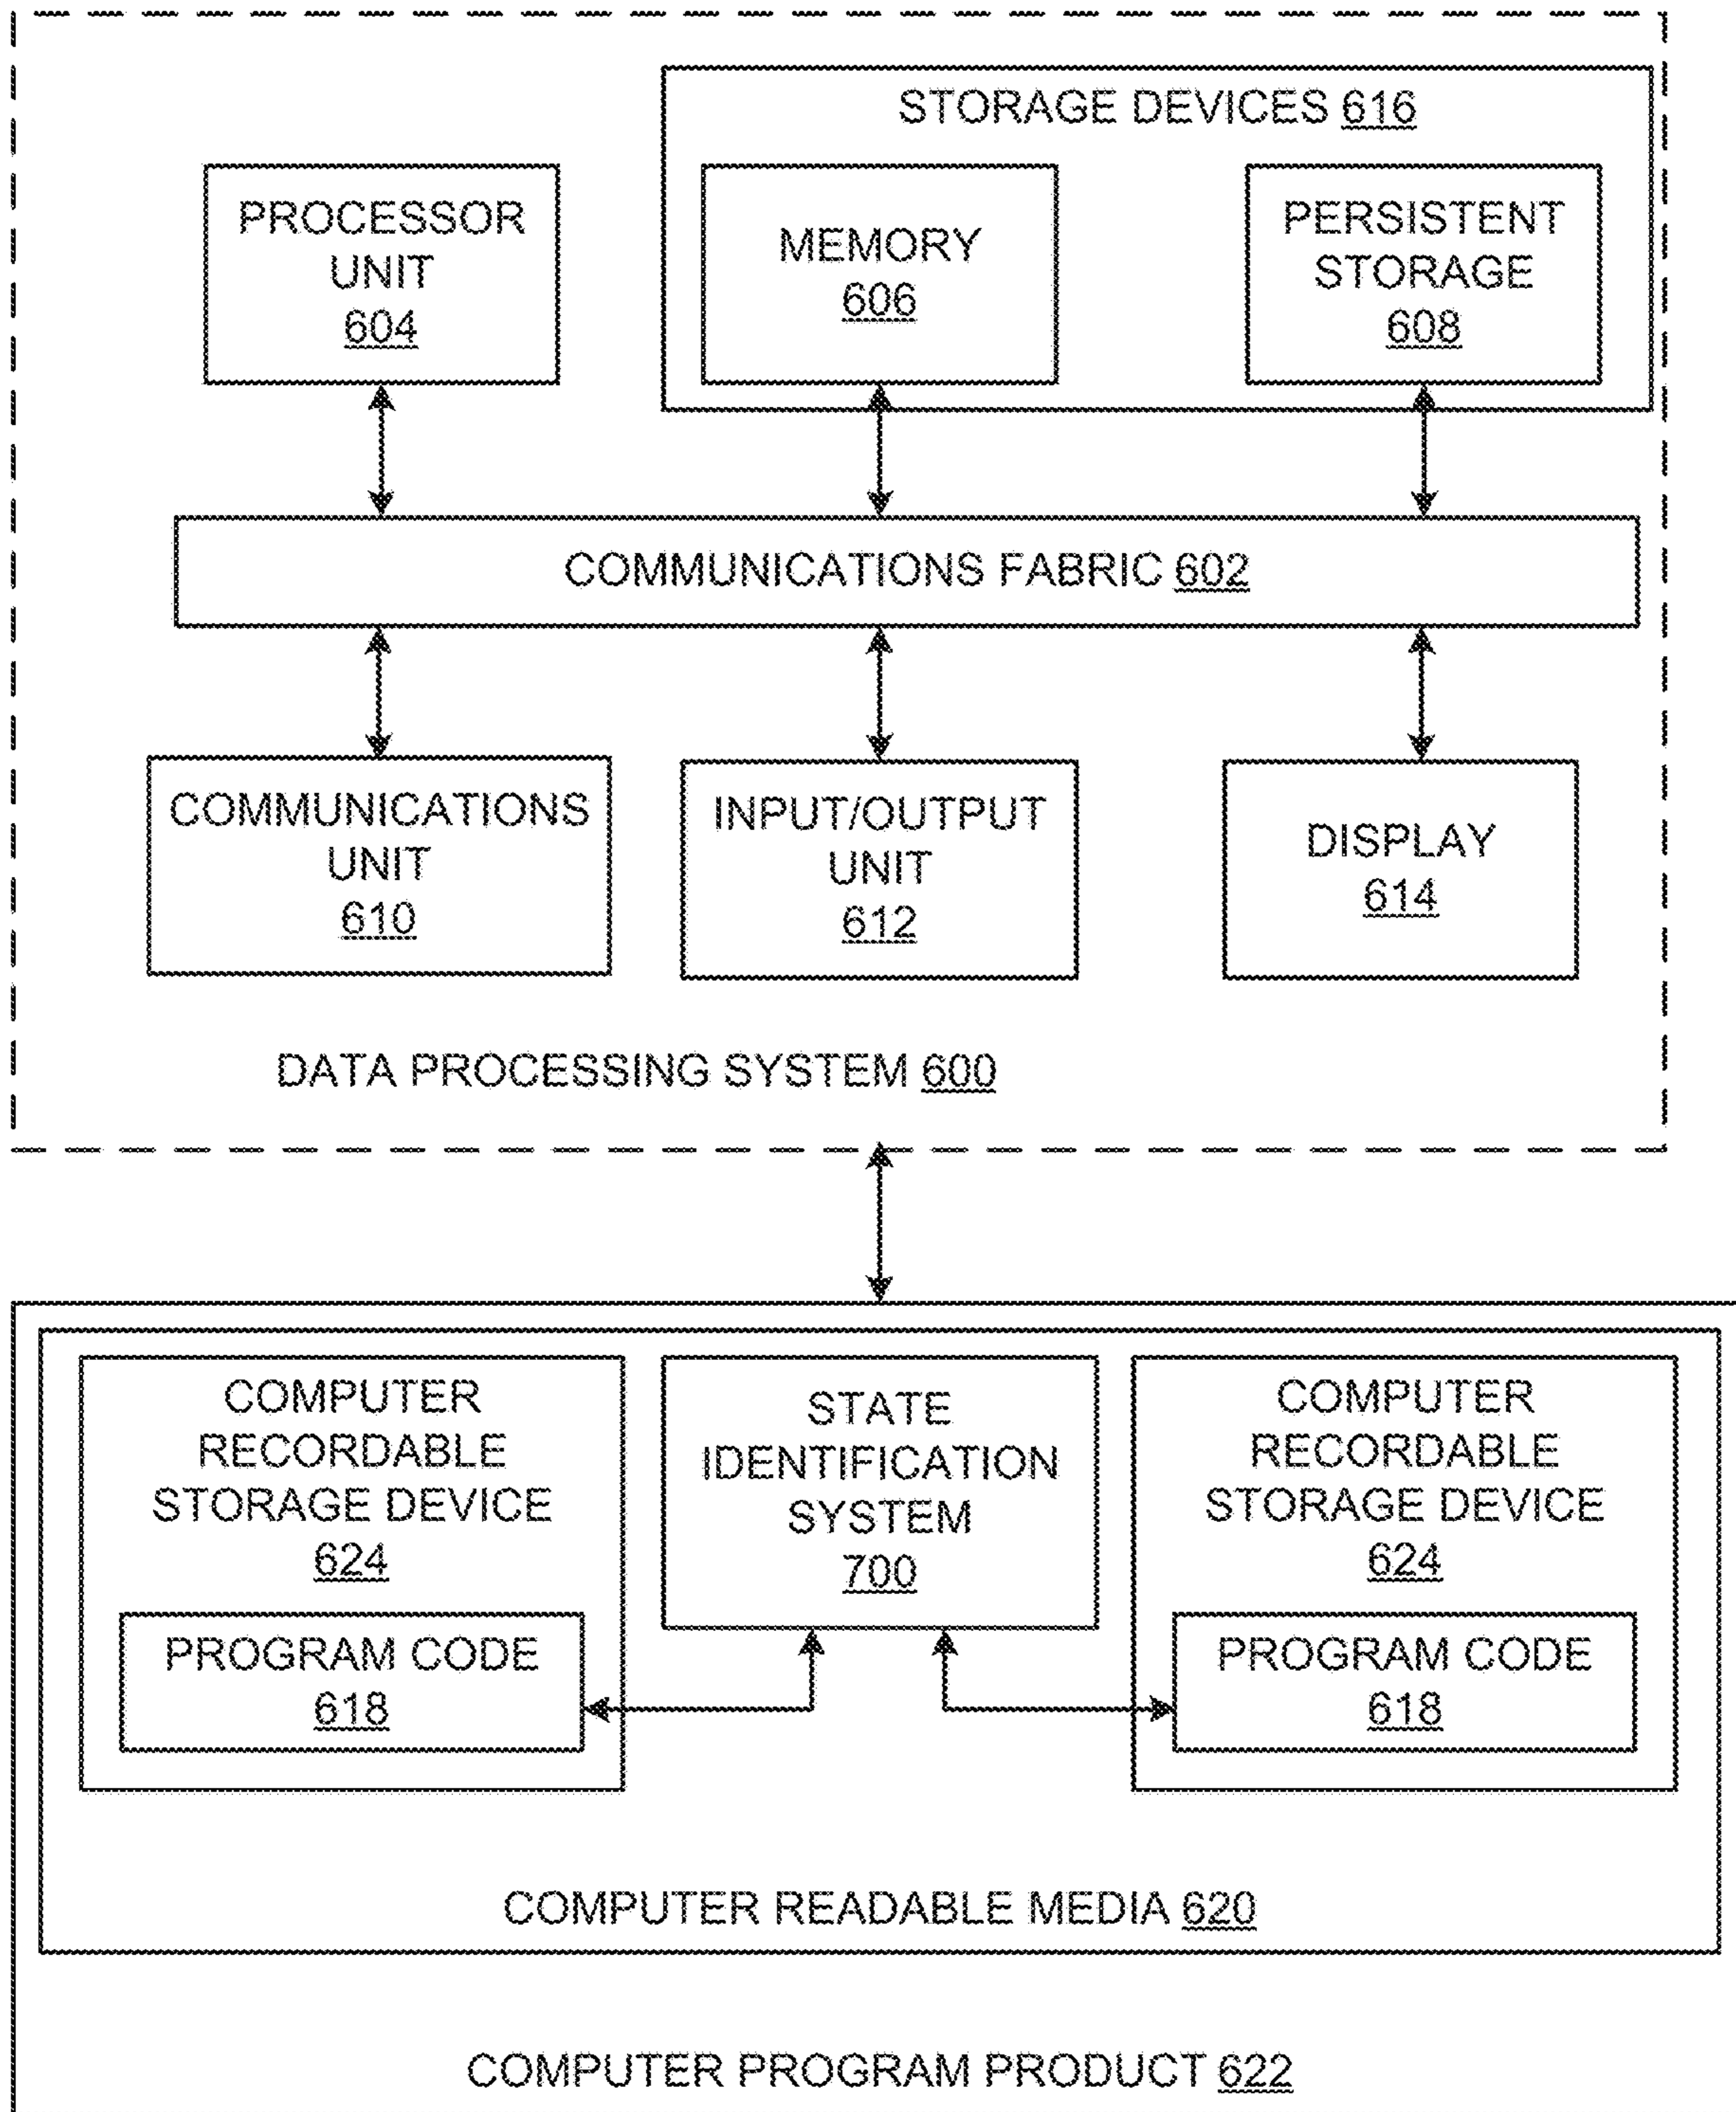 STORAGE DEVICES 616
PROCESSOR
UNIT
604
MEMORY
606
PERSISTENT
STORAGE
608
COMMUNICATIONS FABRIC 602
COMMUNICATIONS
UNIT
610
INPUT/OUTPUT
UNIT
612
DISPLAY
614
DATA PROCESSING SYSTEM 600
COMPUTER
RECORDABLE
STORAGE DEVICE
624
PROGRAM CODE
618
STATE
IDENTIFICATION
SYSTEM
700
COMPUTER
RECORDABLE
STORAGE DEVICE
624
PROGRAM CODE
618
COMPUTER READABLE MEDIA 620
COMPUTER PROGRAM PRODUCT 622